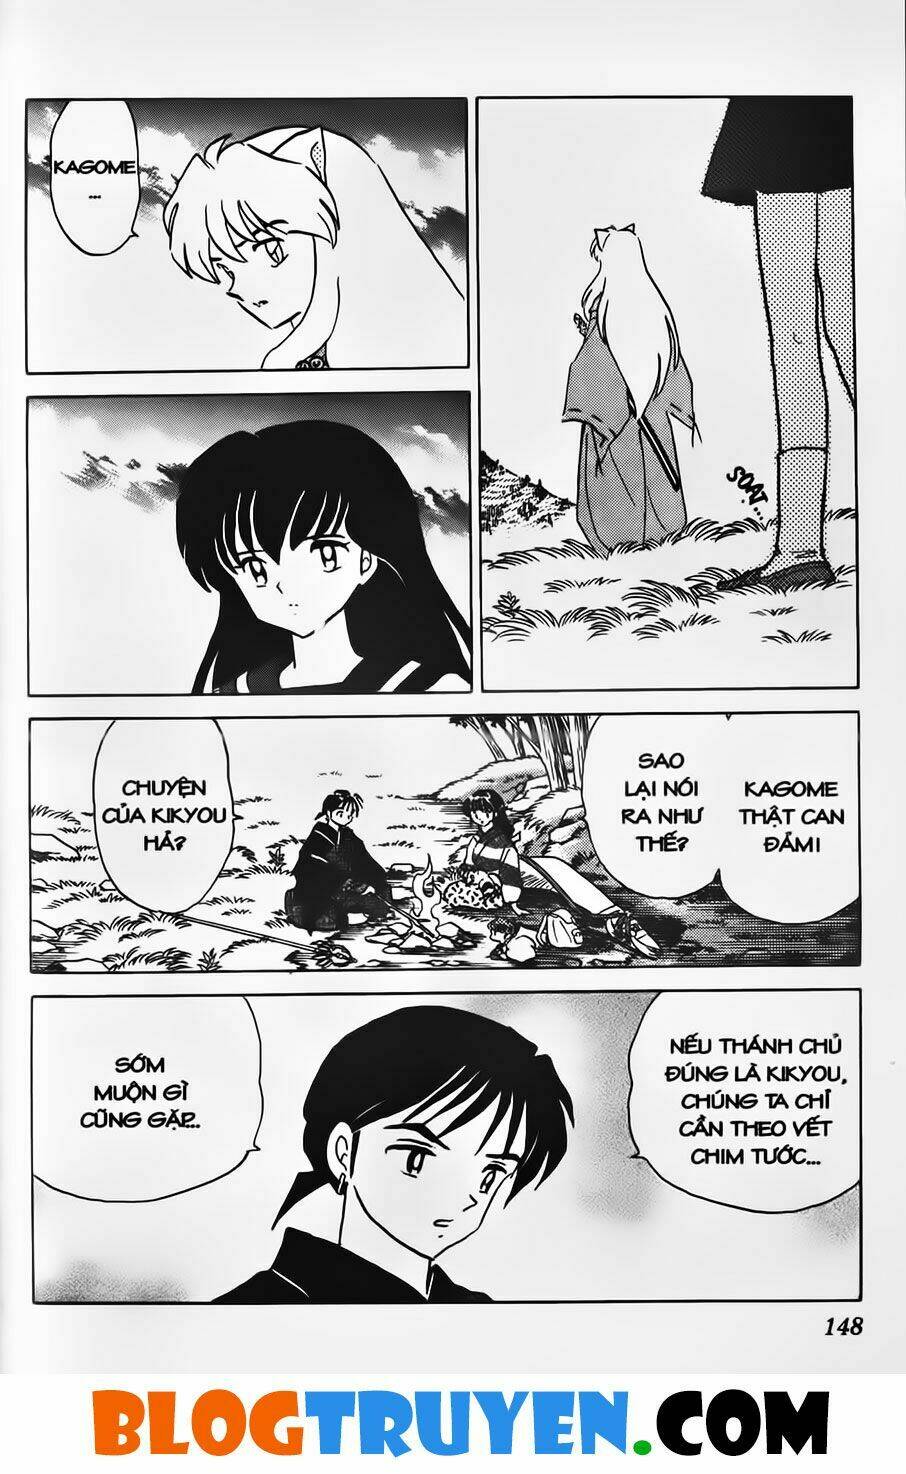 SOẠT...
KAGOME
...
KAGOME
THẬT CAN
ĐẢM!
SAO
LẠI NÓI
RA NHƯ
THẾ?
CHUYỆN
CỦA KIKYOU
HẢ?
NẾU THÁNH CHỦ
ĐÚNG LÀ KIKYOU,
CHÚNG TA CHỈ
CẦN THEO VẾT
CHIM TƯỚC...
SỚM
MUỘN GÌ
CŨNG GẶP...
148
BLOGTRUYEN.COM